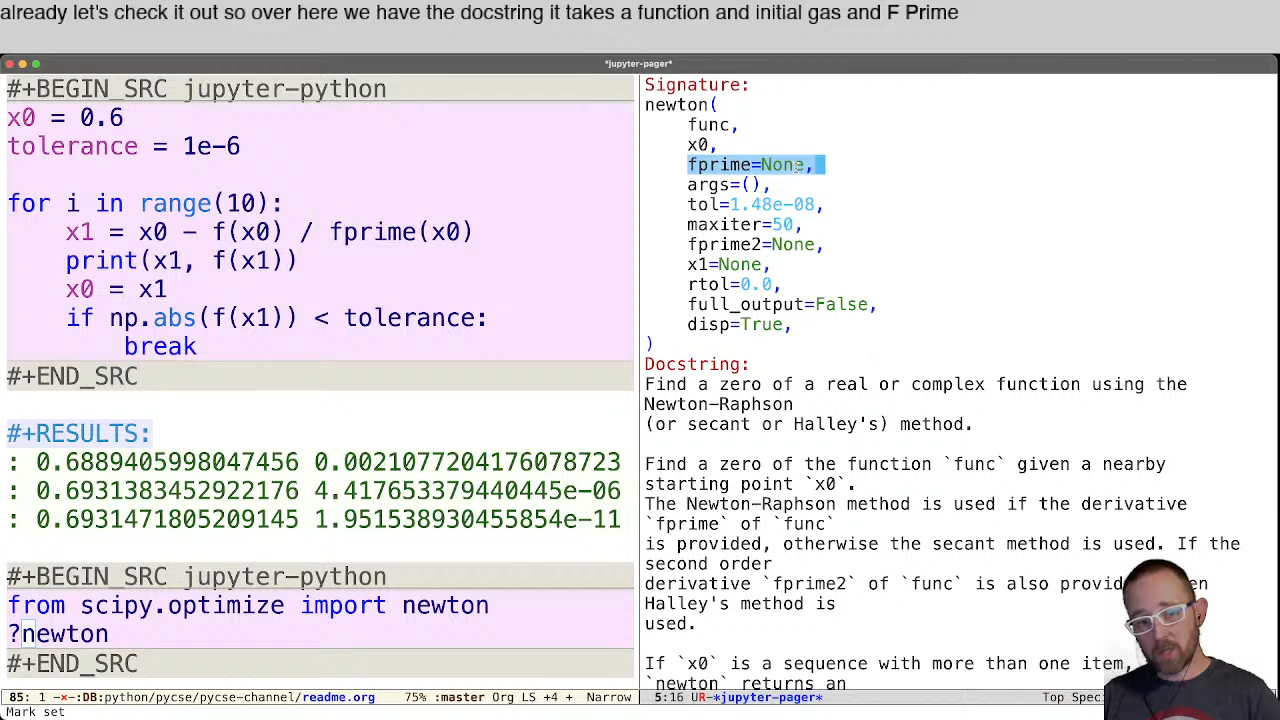 already let's check it out so over here we have the docstring it takes a function and initial gas and F Prime
*jupyter-pager*
#+BEGIN_SRC jupyter-python
x0 = 0.6
tolerance = 1e-6
for i in range(10):
x1 = x0 - f(x0) / fprime(x0)
print(x1, f(x1))
x0 = x1
if np.abs(f(x1)) < tolerance:
break
#+END_SRC
#+RESULTS:
: 0.6889405998047456 0.0021077204176078723
: 0.6931383452922176 4.417653379440445e-06
: 0.6931471805209145 1.951538930455854e-11
#+BEGIN_SRC jupyter-python
from scipy.optimize import newton
?newton
#+END_SRC
85: 1 -×-:DB:python/pycse/pycse-channel/readme.org 75% :master Org LS +4 + Narrow
Mark set
Signature:
newton(
func,
x0,
fprime=None,
args=(),
tol=1.48e-08,
maxiter=50,
fprime2=None,
x1=None,
rtol=0.0,
full_output=False,
disp=True,
)
Docstring:
Find a zero of a real or complex function using the
Newton-Raphson
(or secant or Halley's) method.
Find a zero of the function `func` given a nearby
starting point `x0`.
The Newton-Raphson method is used if the derivative
`fprime` of `func`
is provided, otherwise the secant method is used. If the
second order
derivative `fprime2` of `func` is also
Halley's method is
used.
If `x0` is a sequence with more than one item,
`newton` returns an
5:16 UR-*jupyter-pager* Top